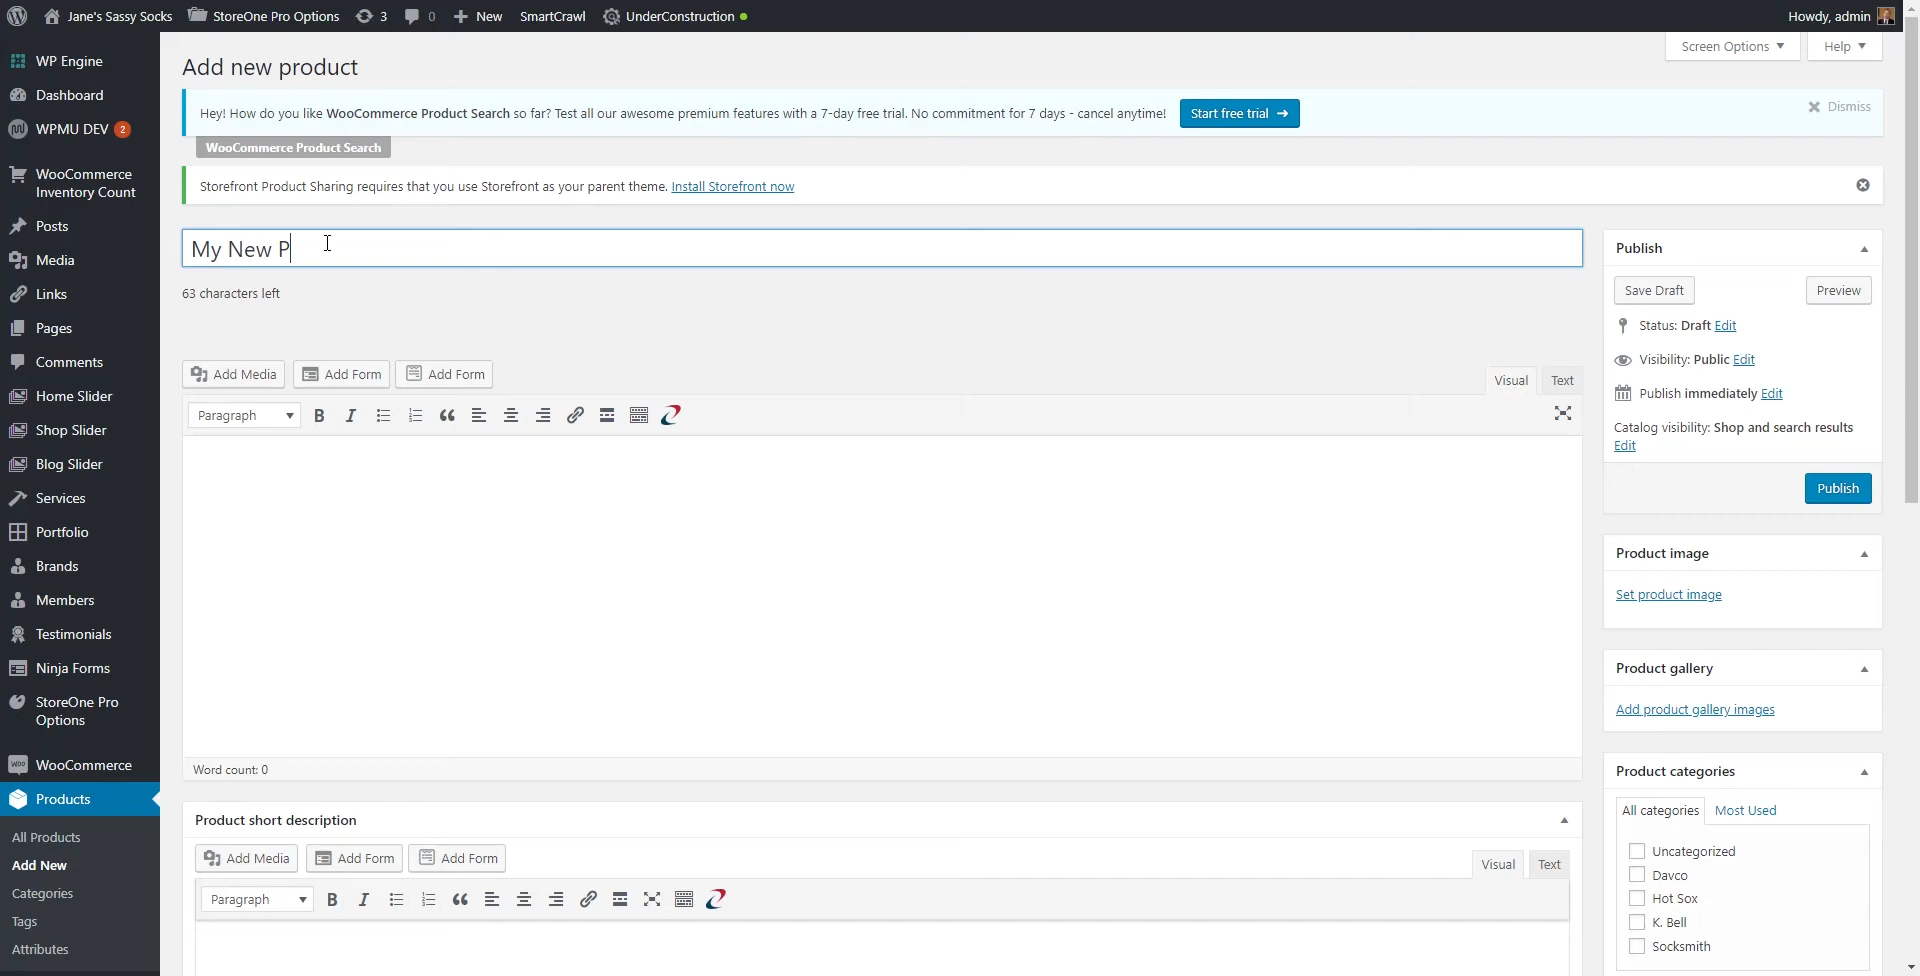 Jane's Sassy Socks
StoreOne Pro Options
3
0
New
SmartCrawl
UnderConstruction
Howdy, admin
WP Engine
Dashboard
WPMU DEV 2
WooCommerce
Inventory Count
Posts
Media
Links
Pages
Comments
Home Slider
Shop Slider
Blog Slider
Services
Portfolio
Brands
Members
Testimonials
Ninja Forms
StoreOne Pro
Options
WooCommerce
Products
All Products
Add New
Categories
Tags
Attributes
Screen Options
Help
Add new product
Hey! How do you like WooCommerce Product Search so far? Test all our awesome premium features with a 7-day free trial. No commitment for 7 days - cancel anytime!
Start free trial →
Dismiss
WooCommerce Product Search
Storefront Product Sharing requires that you use Storefront as your parent theme. Install Storefront now
My New P
63 characters left
Add Media
Add Form
Add Form
Visual
Text
Paragraph
B
I
Word count: 0
Product short description
Add Media
Add Form
Add Form
Visual
Text
Paragraph
B
I
Publish
Save Draft
Preview
Status: Draft Edit
Visibility: Public Edit
Publish immediately Edit
Catalog visibility: Shop and search results
Edit
Publish
Product image
Set product image
Product gallery
Add product gallery images
Product categories
All categories
Most Used
Uncategorized
Davco
Hot Sox
K. Bell
Socksmith